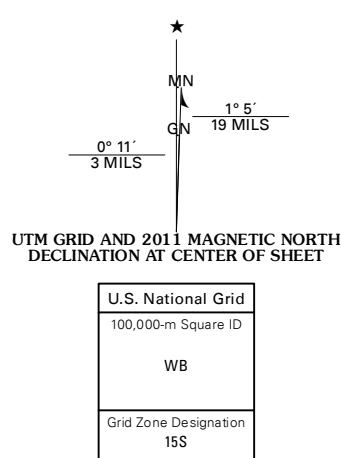 ★
MN
1° 5´
GN
19 MILS
0° 11´
3 MILS
UTM GRID AND 2011 MAGNETIC NORTH
DECLINATION AT CENTER OF SHEET
U.S. National Grid
100,000-m Square ID
WB
Grid Zone Designation
15S